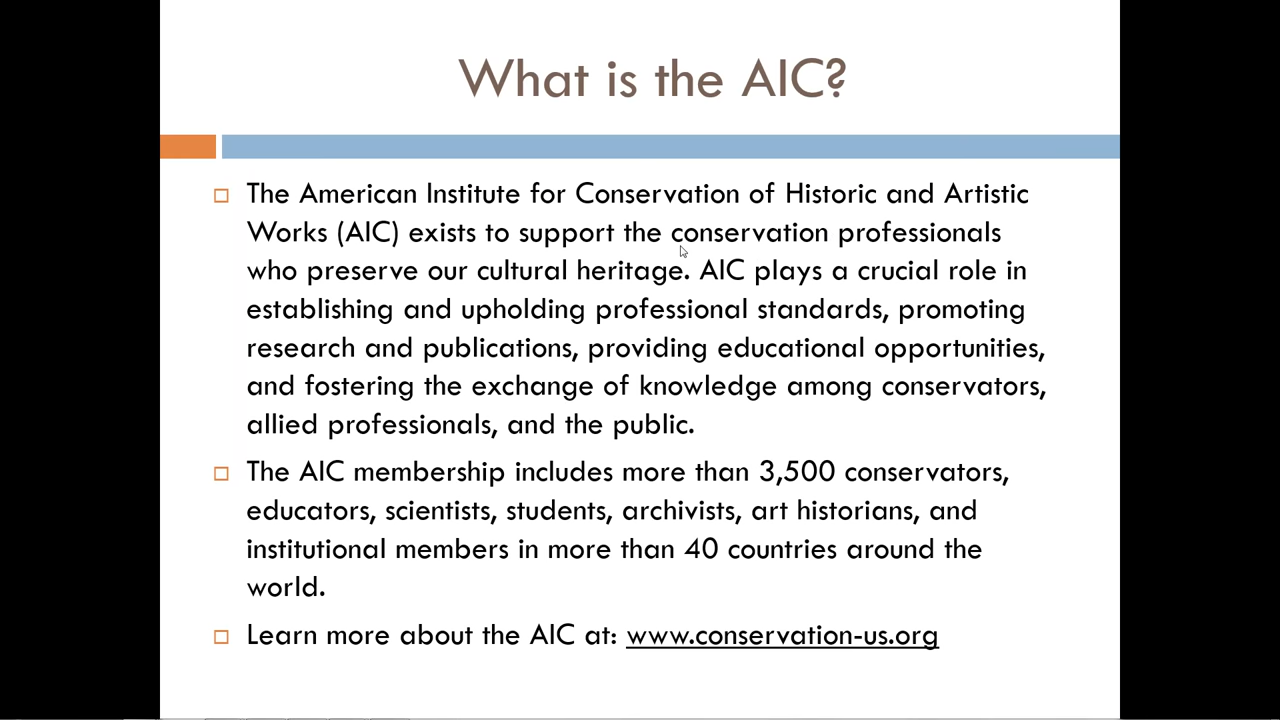 What is the AIC?
The American Institute for Conservation of Historic and Artistic
Works (AIC) exists to support the conservation professionals
who preserve our cultural heritage. AIC plays a crucial role in
establishing and upholding professional standards, promoting
research and publications, providing educational opportunities,
and fostering the exchange of knowledge among conservators,
allied professionals, and the public.
The AIC membership includes more than 3,500 conservators,
educators, scientists, students, archivists, art historians, and
institutional members in more than 40 countries around the
world.
Learn more about the AIC at: www.conservation-us.org